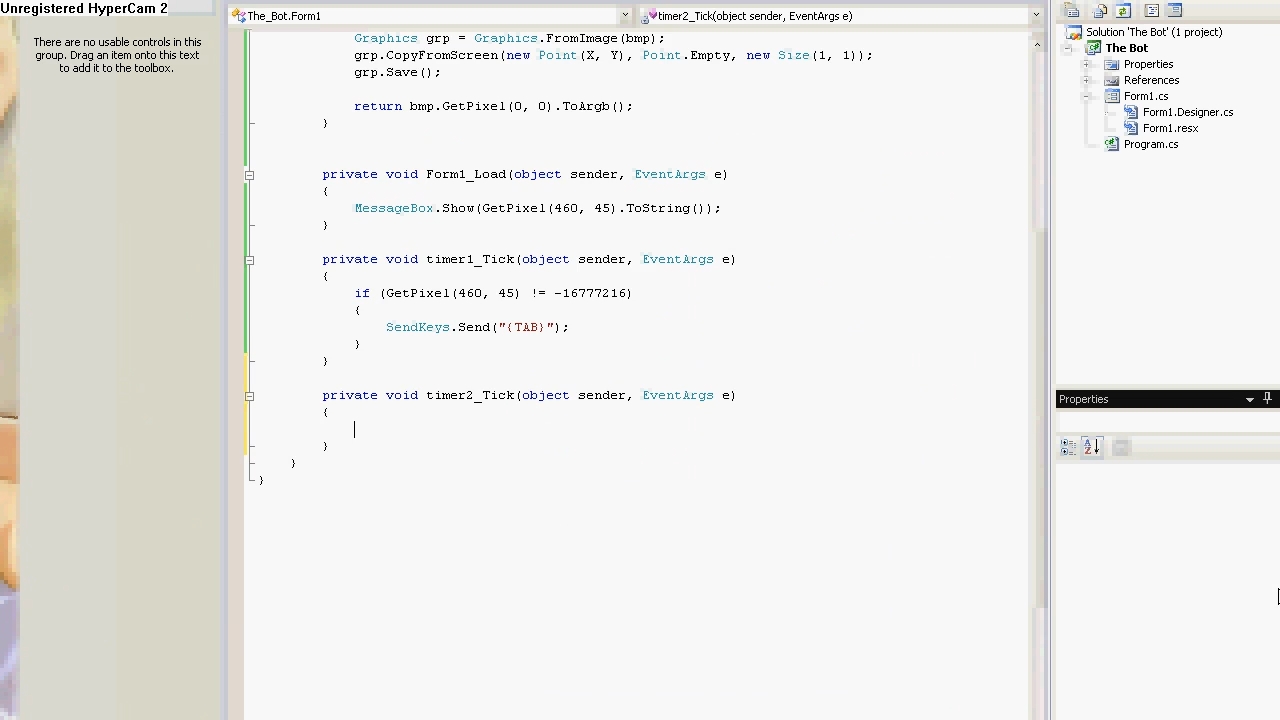 Unregistered HyperCam 2
There are no usable controls in this
group. Drag an item onto this text
to add it to the toolbox.
The_Bot.Form1
timer2_Tick(object sender, EventArgs e)
Graphics grp = Graphics.FromImage(bmp);
grp.CopyFromScreen(new Point(X, Y), Point.Empty, new Size(1, 1));
grp.Save();
return bmp.GetPixel(0, 0).ToArgb();
}
private void Form1_Load(object sender, EventArgs e)
{
MessageBox.Show(GetPixel(460, 45).ToString());
}
private void timer1_Tick(object sender, EventArgs e)
{
if (GetPixel(460, 45) != -16777216)
{
SendKeys.Send("{TAB}");
}
}
private void timer2_Tick(object sender, EventArgs e)
{
}
}
}
Solution 'The Bot' (1 project)
The Bot
Properties
References
Form1.cs
Form1.Designer.cs
Form1.resx
Program.cs
Properties